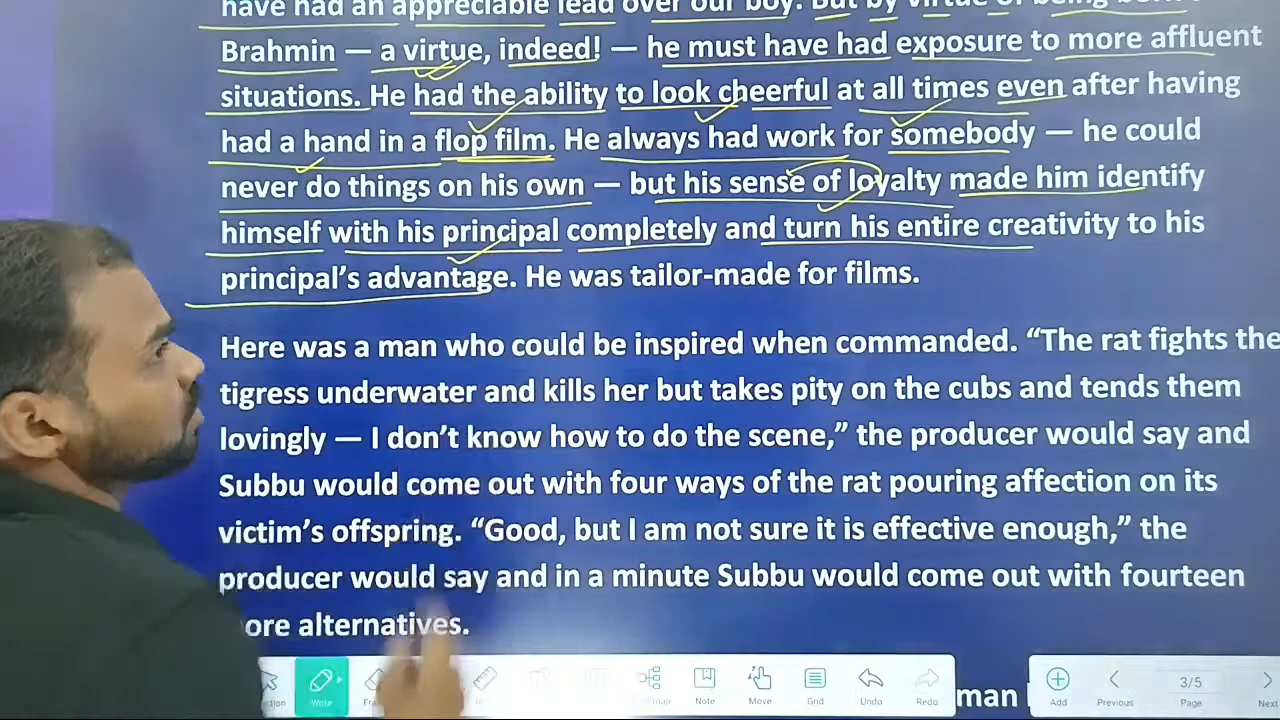 have had an appreciable lead over our boy. But by virtue of being
Brahmin — a virtue, indeed! — he must have had exposure to more affluent
situations. He had the ability to look cheerful at all times even after having
had a hand in a flop film. He always had work for somebody — he could
never do things on his own — but his sense of loyalty made him identify
himself with his principal completely and turn his entire creativity to his
principal's advantage. He was tailor-made for films.
Here was a man who could be inspired when commanded. “The rat fights the
tigress underwater and kills her but takes pity on the cubs and tends them
lovingly — I don't know how to do the scene,” the producer would say and
Subbu would come out with four ways of the rat pouring affection on its
victim's offspring. “Good, but I am not sure it is effective enough,” the
producer would say and in a minute Subbu would come out with fourteen
ore alternatives.
man
Write
Note
Move
Grid
Undo
Redo
Add
Previous
3/5
Page
Next